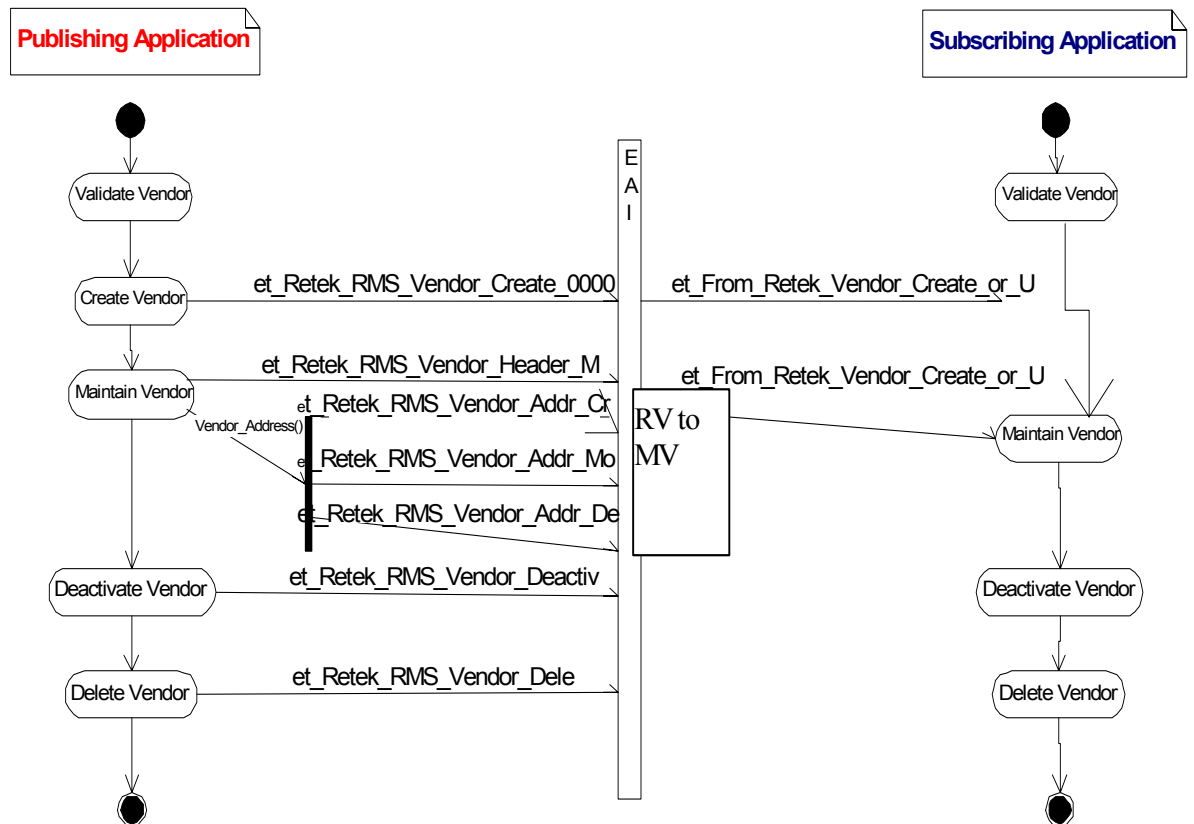 Publishing Application
Subscribing Application
E
A
I
Validate Vendor
Validate Vendor
et_Retek_RMS_Vendor_Create_0000
et_From_Retek_Vendor_Create_or_U
Create Vendor
et_Retek_RMS_Vendor_Header_M
et_From_Retek_Vendor_Create_or_U
Maintain Vendor
et_Retek_RMS_Vendor_Addr_Cr
Vendor_Address()
RV to
MV
Maintain Vendor
et_Retek_RMS_Vendor_Addr_Mo
et_Retek_RMS_Vendor_Addr_De
et_Retek_RMS_Vendor_Deactiv
Deactivate Vendor
Deactivate Vendor
et_Retek_RMS_Vendor_Dele
Delete Vendor
Delete Vendor